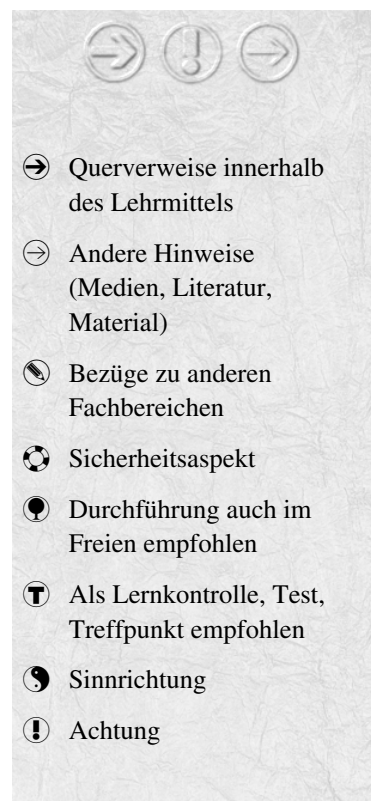 Querverweise innerhalb
des Lehrmittels
Andere Hinweise
(Medien, Literatur,
Material)
Bezüge zu anderen
Fachbereichen
Sicherheitsaspekt
Durchführung auch im
Freien empfohlen
T Als Lernkontrolle, Test,
Treffpunkt empfohlen
Sinnrichtung
! Achtung